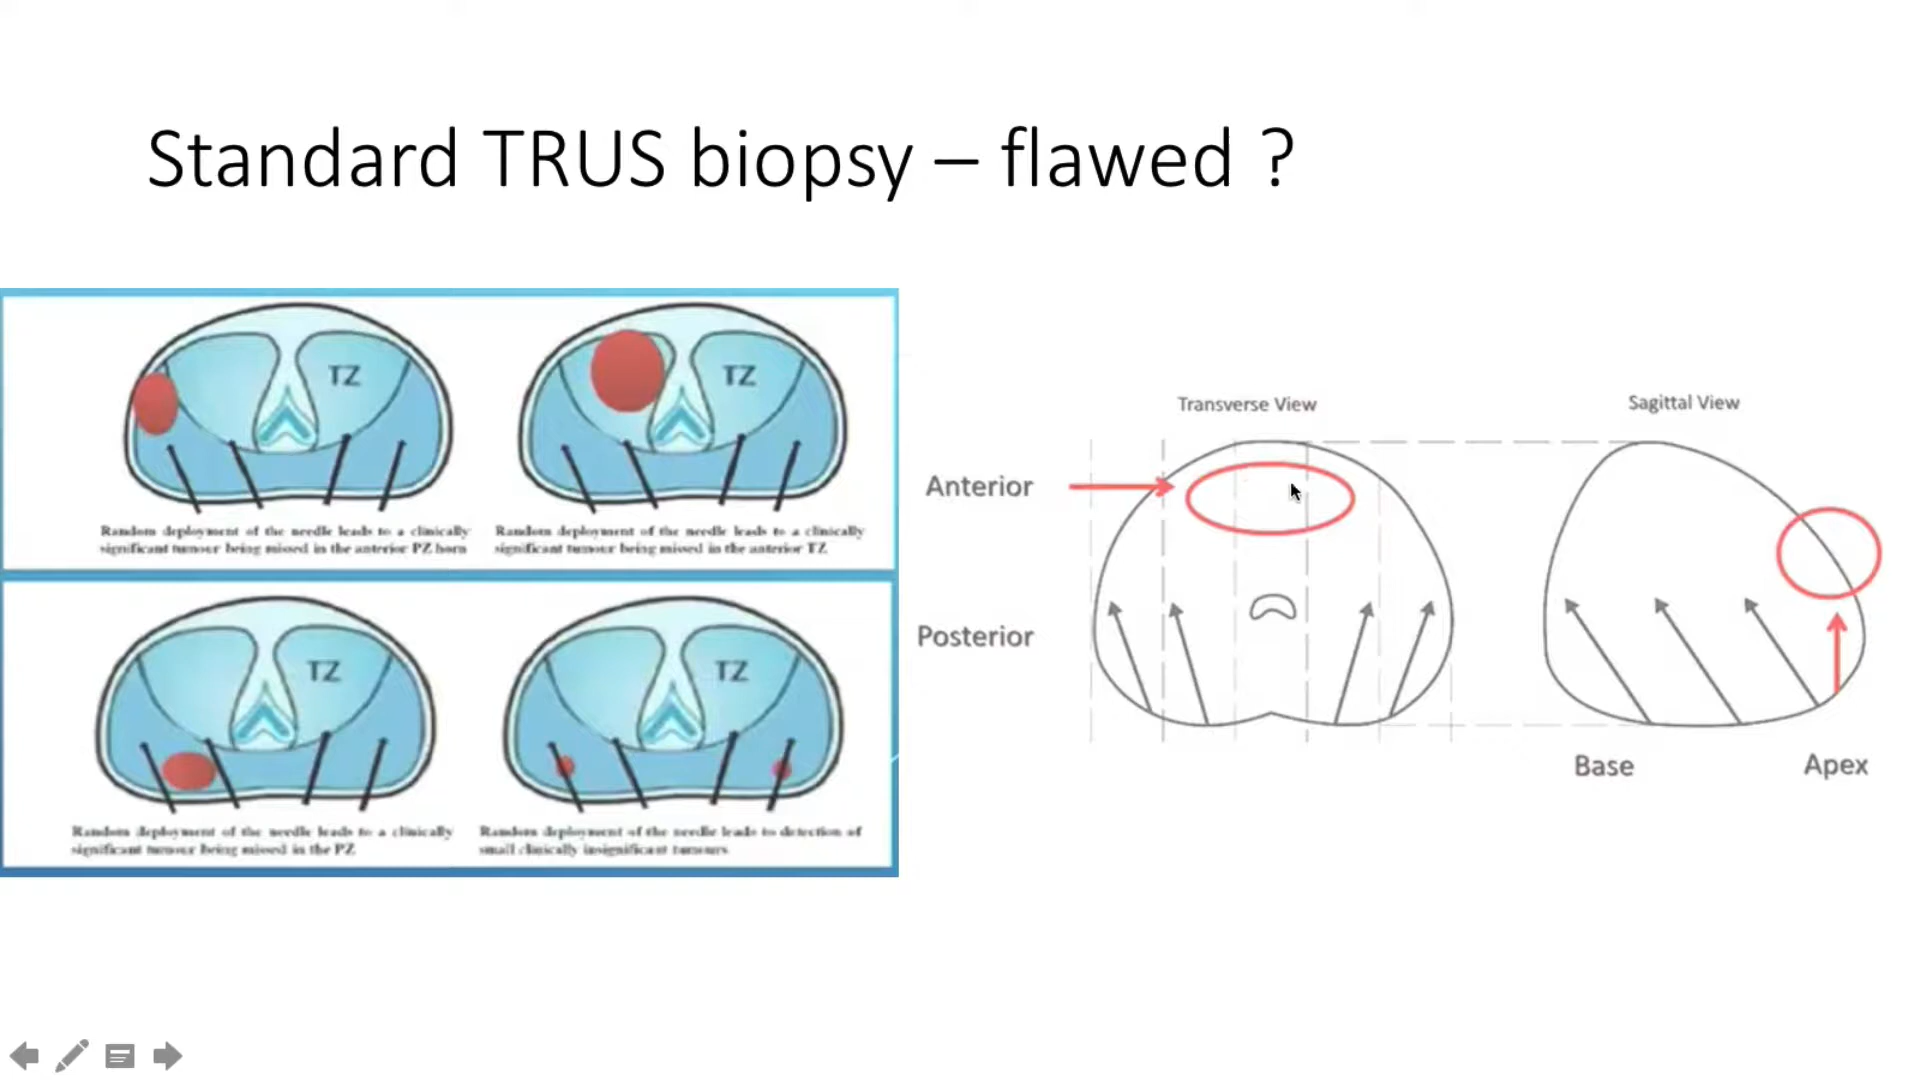 Standard TRUS biopsy – flawed ?
TZ
TZ
Random deployment of the needle leads to a clinically
significant tumour being missed in the anterior PZ horn
Random deployment of the needle leads to a clinically
significant tumour being missed in the anterior TZ
TZ
TZ
Random deployment of the needle leads to a clinically
significant tumour being missed in the PZ
Random deployment of the needle leads to detection of
small clinically insignificant tumours
Transverse View
Sagittal View
Anterior
Posterior
Base
Apex